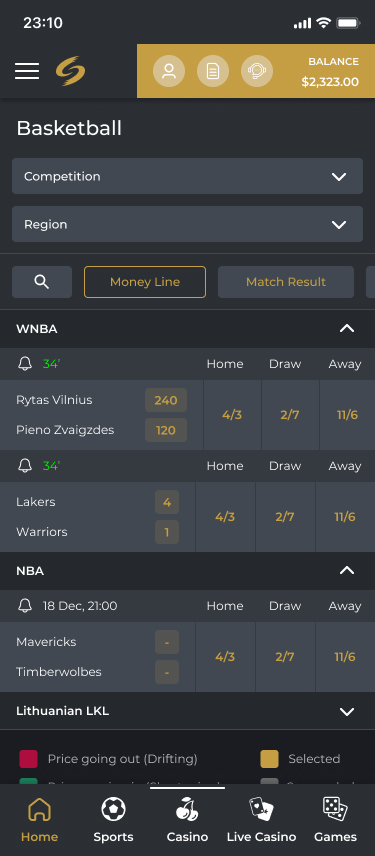 23:10
BALANCE
$2,323.00
Basketball
Competition
Region
Money Line
Match Result
WNBA
34' Home Draw Away
Rytas Vilnius 240
4/3 2/7 11/6
Pieno Zvaigzdes 120
34' Home Draw Away
Lakers 4
4/3 2/7 11/6
Warriors 1
NBA
18 Dec, 21:00 Home Draw Away
Mavericks -
4/3 2/7 11/6
Timberwolbes -
Lithuanian LKL
Price going out (Drifting) Selected
Home Sports Casino Live Casino Games